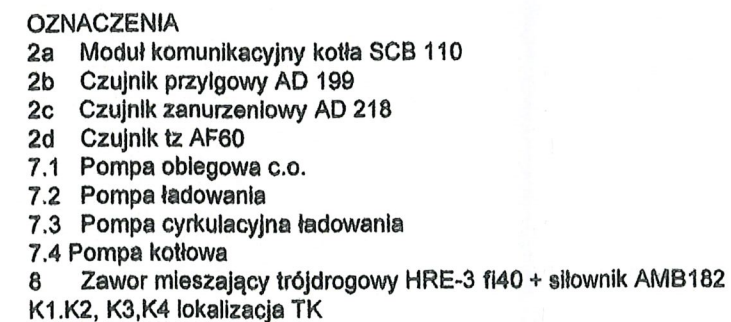 OZNACZENIA
2a Moduł komunikacyjny kotła SCB 110
2b Czujnik przylgowy AD 199
2c Czujnik zanurzeniowy AD 218
2d Czujnik tz AF60
7.1 Pompa obiegowa c.o.
7.2 Pompa ładowania
7.3 Pompa cyrkulacyjna ładowania
7.4 Pompa kotłowa
8 Zawor mieszający trójdrogowy HRE-3 fi40 + siłownik AMB182
K1.K2, K3,K4 lokalizacja TK